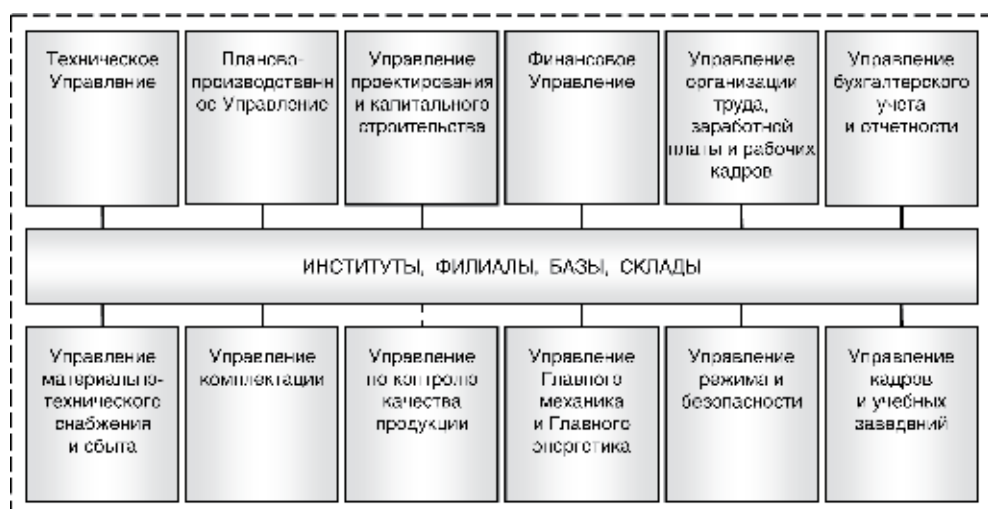 Техническое
Управление
Планово-
производственн
ое Управление
Управление
проектирования
и капитального
строительства
Финансовое
Управление
Управление
организации
труда,
заработной
платы и рабочих
кадров
Управление
бухгалтерского
учета
и отчетности
ИНСТИТУТЫ, ФИЛИАЛЫ, БАЗЫ, СКЛАДЫ
Управление
материально-
технического
снабжения
и сбыта
Управление
комплектации
Управление
по контролю
качества
продукции
Управление
Главного
механика
и Главного
энергетика
Управление
режима и
безопасности
Управление
кадров
и учебных
заведений